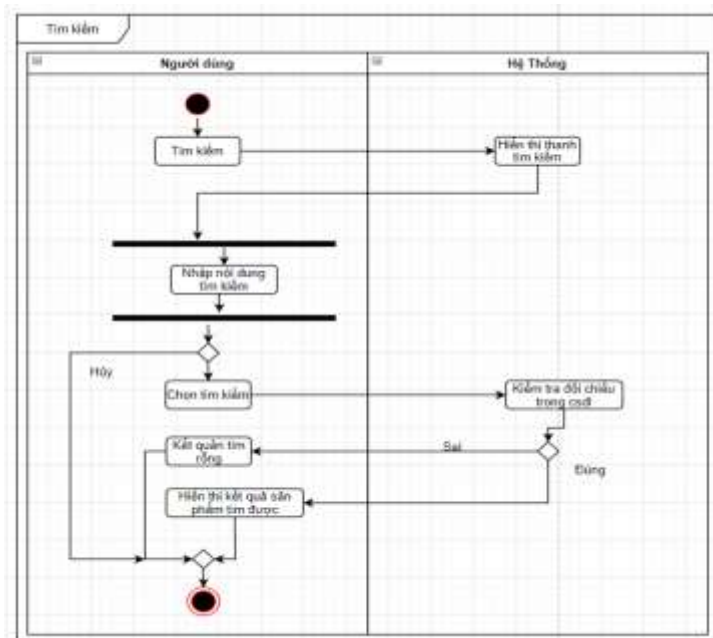 Tìm kiếm
Người dùng
Hệ Thống
Tìm kiếm
Hiển thị thanh
tìm kiếm
Nhập nội dung
tìm kiếm
Hủy
Chọn tìm kiếm
Kiểm tra đối chiếu
trong csdl
Kết quản tìm
rỗng
Sai
Đúng
Hiển thị kết quả sản
phẩm tìm được